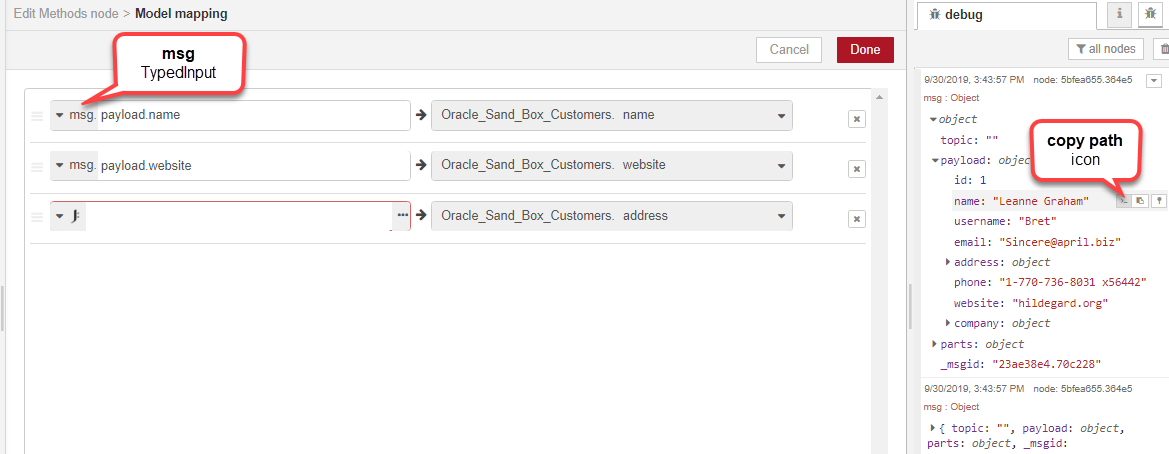 Edit Methods node > Model mapping
Cancel
Done
msg
TypedInput
msg. payload.name
Oracle_Sand_Box_Customers. name
msg. payload.website
Oracle_Sand_Box_Customers. website
J:
Oracle_Sand_Box_Customers. address
debug
i
all nodes
9/30/2019, 3:43:57 PM node: 5bfea655.364e5
msg : Object
object
topic: ""
payload: objec
copy path
icon
id: 1
name: "Leanne Graham"
username: "Bret"
email: "Sincere@april.biz"
address: object
phone: "1-770-736-8031 x56442"
website: "hildegard.org"
company: object
parts: object
_msgid: "23ae38e4.70c228"
9/30/2019, 3:43:57 PM node: 5bfea655.364e5
msg : Object
{ topic: "", payload: object,
parts: object, _msgid: